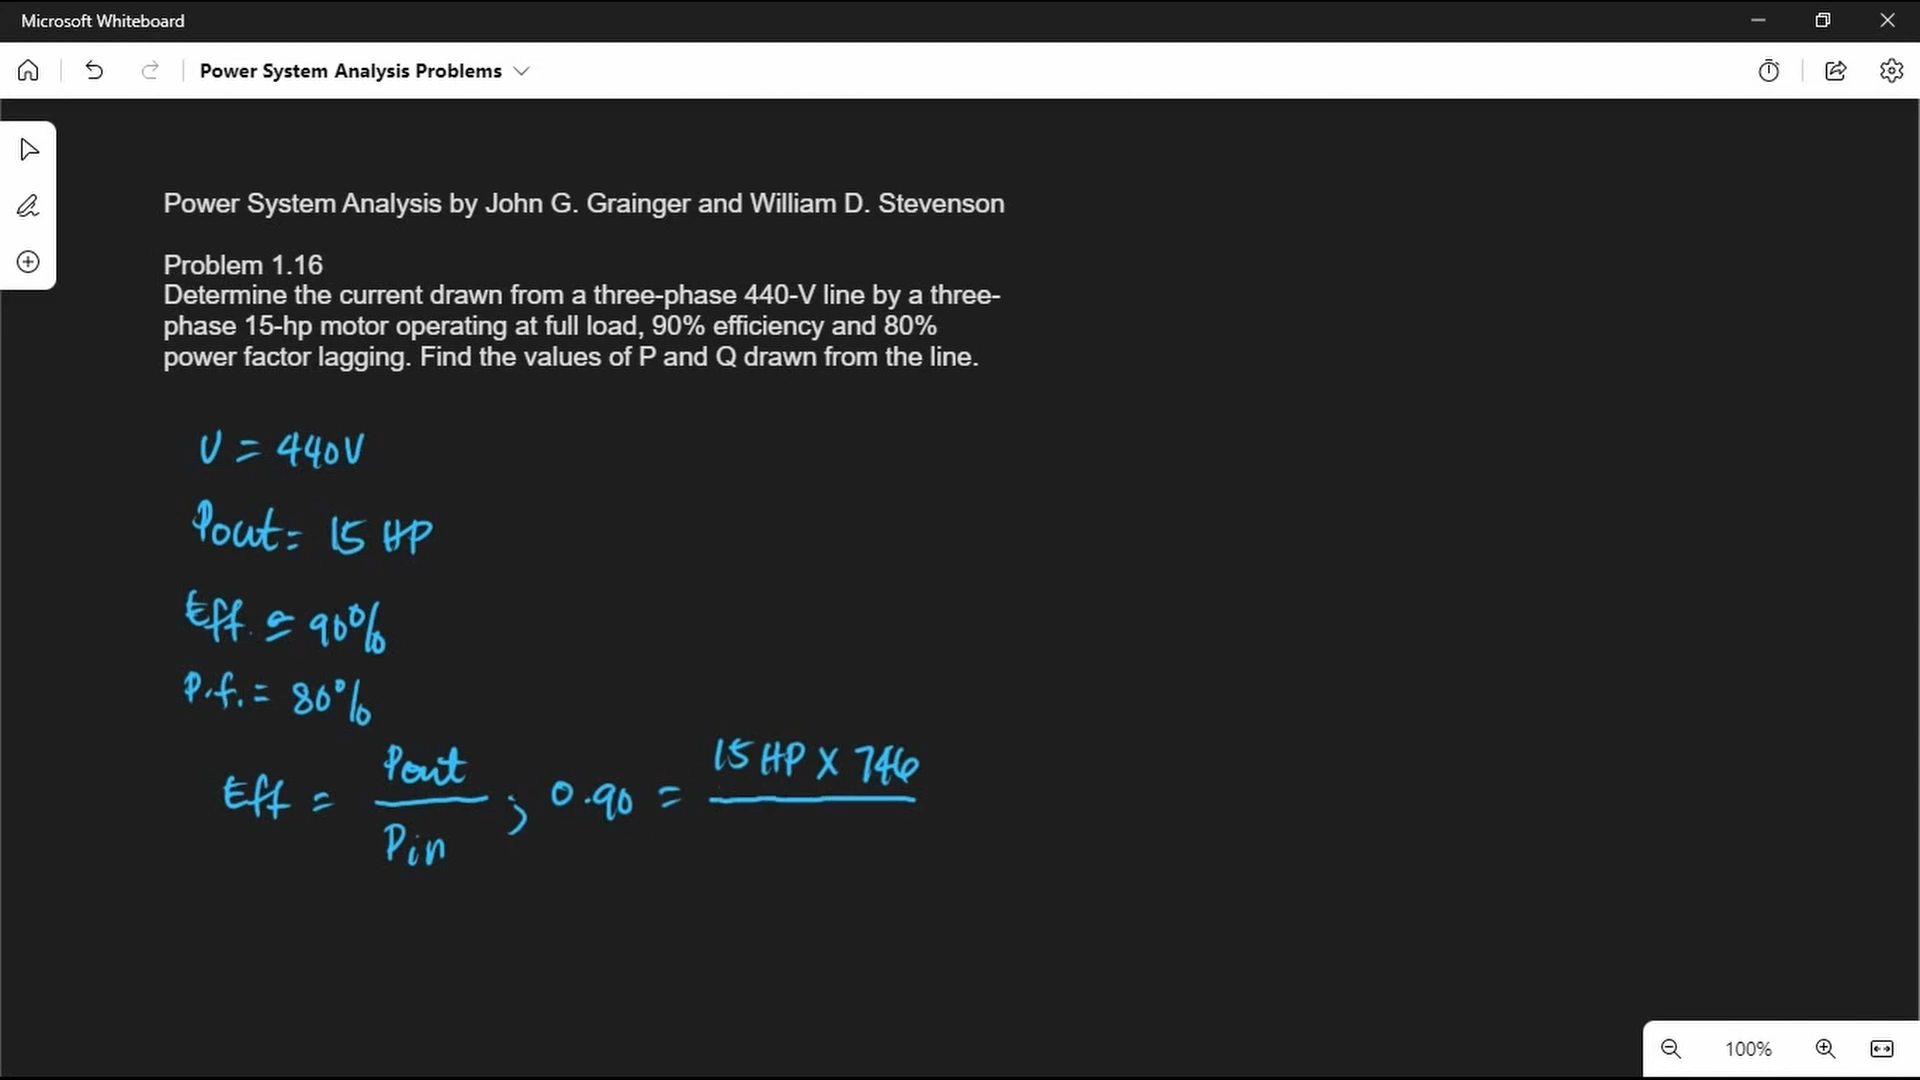 Microsoft Whiteboard
Power System Analysis Problems
Power System Analysis by John G. Grainger and William D. Stevenson
Problem 1.16
Determine the current drawn from a three-phase 440-V line by a three-
phase 15-hp motor operating at full load, 90% efficiency and 80%
power factor lagging. Find the values of P and Q drawn from the line.
V = 440V
Pout = 15 HP
Eff. = 90%
P.f. = 80%
Eff = Pout / Pin ; 0.90 = 15 HP X 746
100%